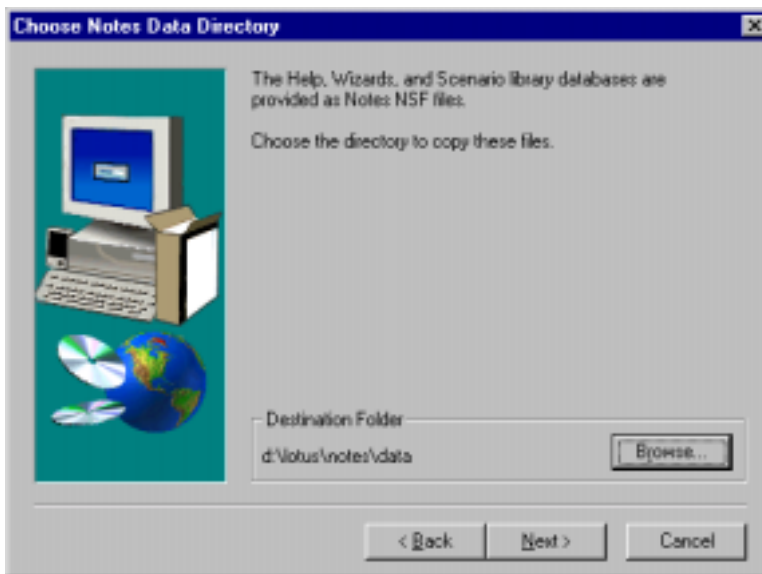 Choose Notes Data Directory
The Help, Wizards, and Scenario library databases are
provided as Notes NSF files.
Choose the directory to copy these files.
Destination Folder
d:\lotus\notes\data
Browse...
< Back
Next >
Cancel